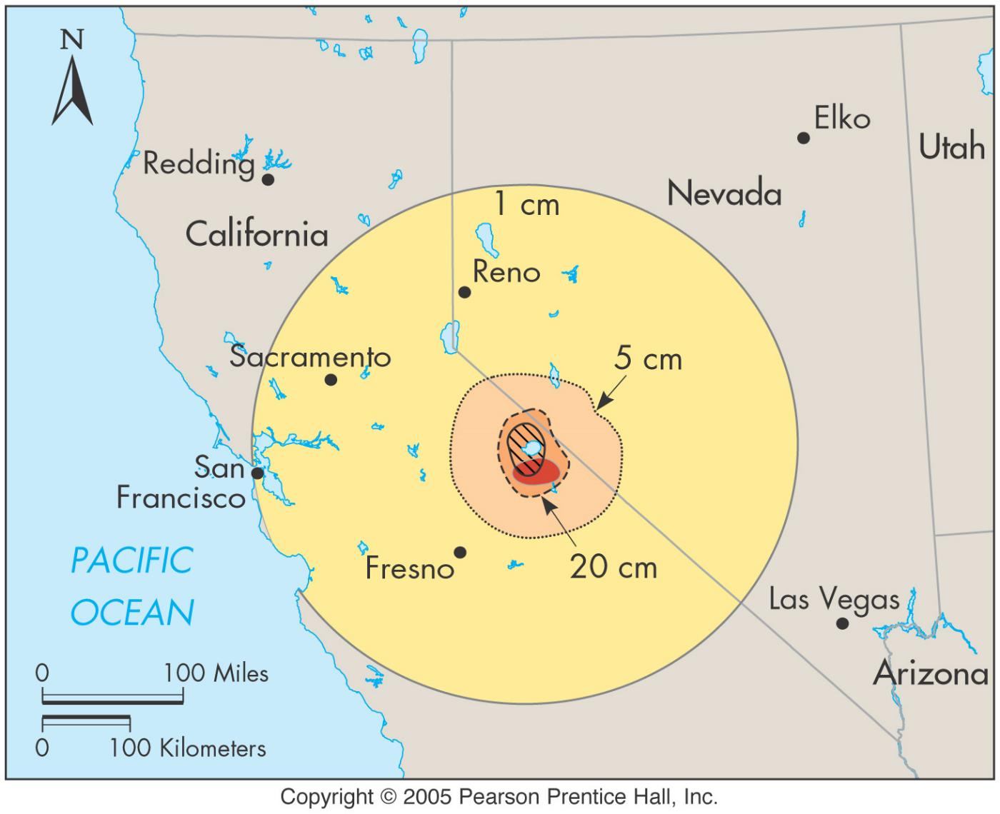 N
Elko
Utah
Redding
Nevada
1 cm
California
Reno
5 cm
Sacramento
San
Francisco
PACIFIC
OCEAN
Fresno
20 cm
Las Vegas
Arizona
0 100 Miles
0 100 Kilometers
Copyright © 2005 Pearson Prentice Hall, Inc.